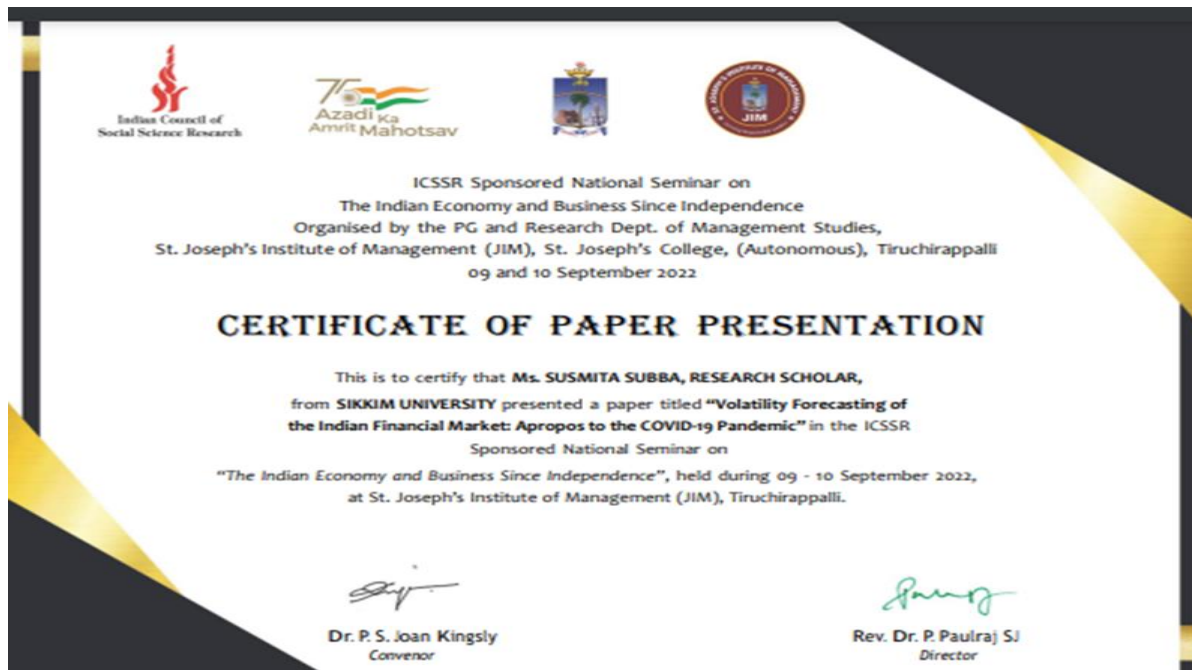 Indian Council of
Social Science Research
75
Azadi Ka
Amrit Mahotsav
JIM
ICSSR Sponsored National Seminar on
The Indian Economy and Business Since Independence
Organised by the PG and Research Dept. of Management Studies,
St. Joseph's Institute of Management (JIM), St. Joseph's College, (Autonomous), Tiruchirappalli
09 and 10 September 2022
CERTIFICATE OF PAPER PRESENTATION
This is to certify that Ms. SUSMITA SUBBA, RESEARCH SCHOLAR,
from SIKKIM UNIVERSITY presented a paper titled "Volatility Forecasting of
the Indian Financial Market: Apropos to the COVID-19 Pandemic" in the ICSSR
Sponsored National Seminar on
"The Indian Economy and Business Since Independence", held during 09 - 10 September 2022,
at St. Joseph's Institute of Management (JIM), Tiruchirappalli.
Dr. P. S. Joan Kingsly
Convenor
Rev. Dr. P. Paulraj SJ
Director